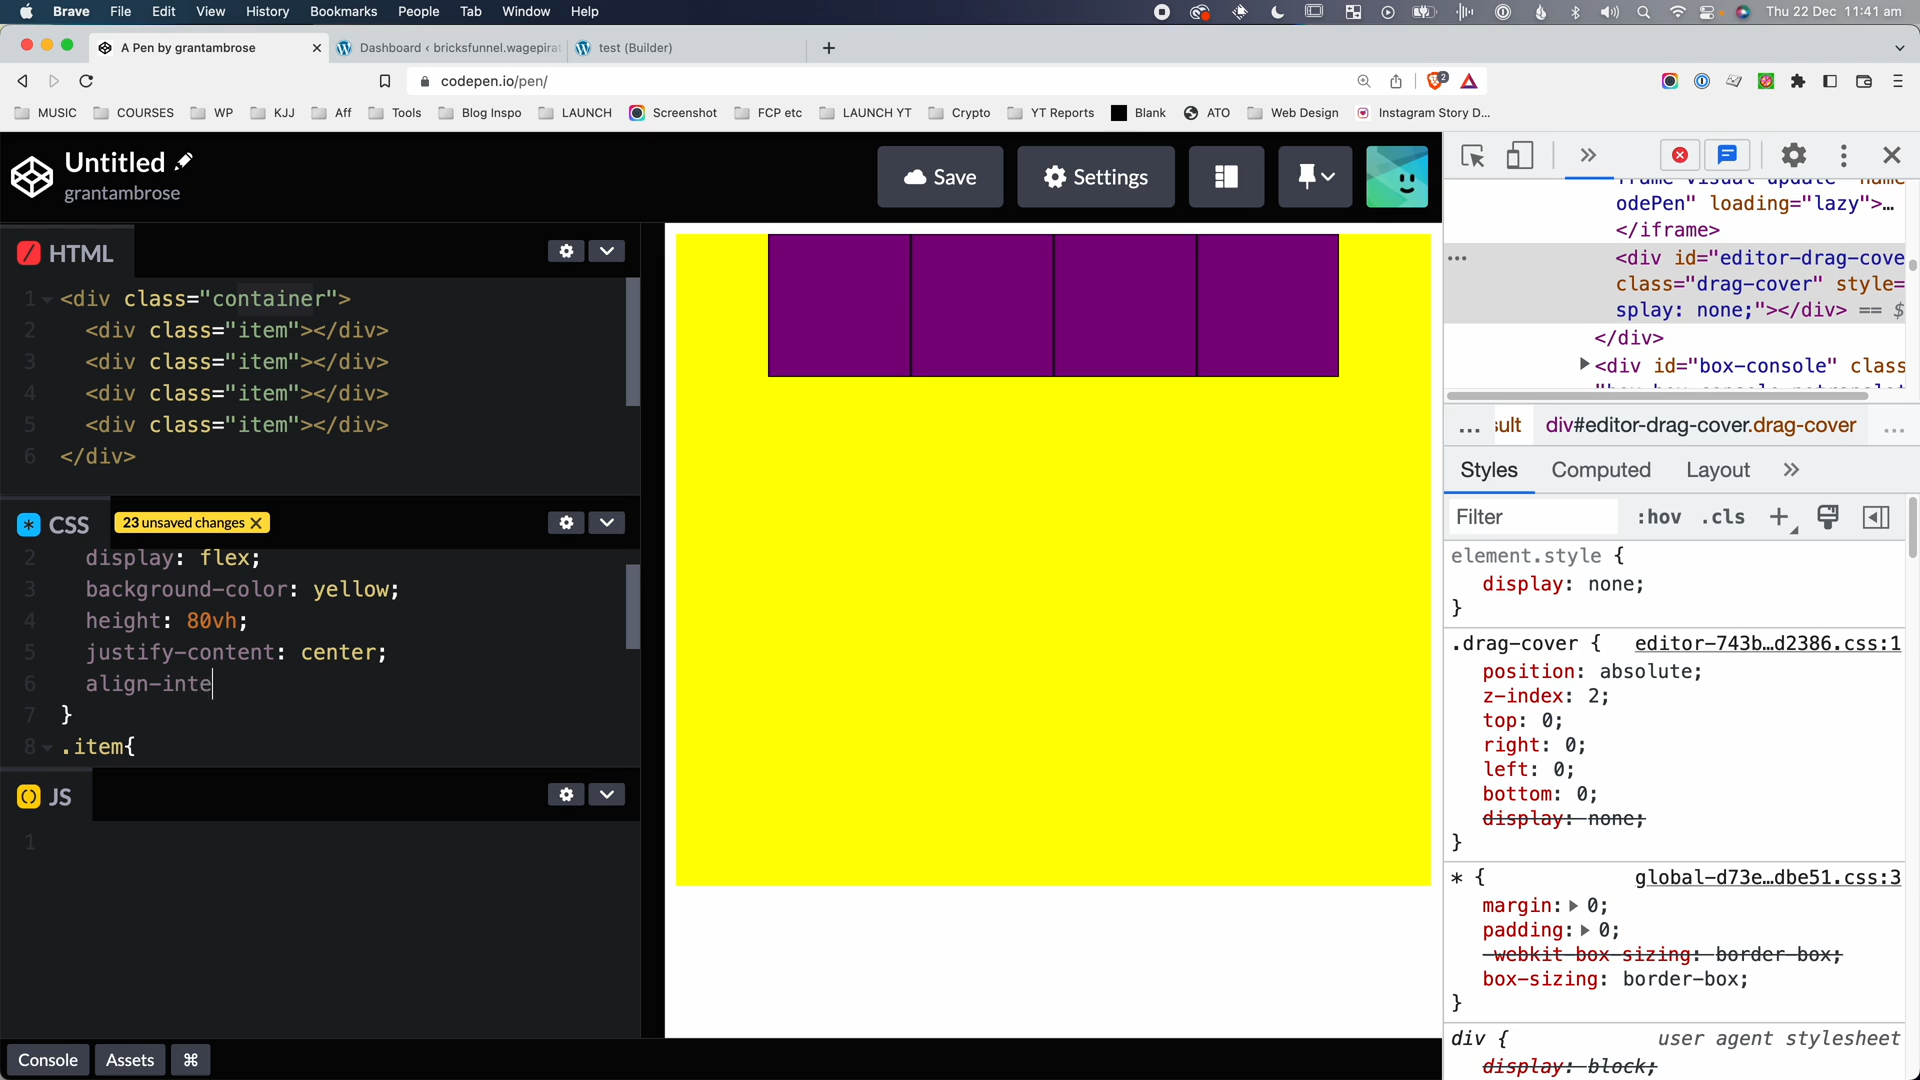 Brave File Edit View History Bookmarks People Tab Window Help Thu 22 Dec 11:41 am
A Pen by grantambrose Dashboard ‹ bricksfunnel.wagepirat test (Builder)
codepen.io/pen/ 2
MUSIC COURSES WP KJJ Aff Tools Blog Inspo LAUNCH Screenshot FCP etc LAUNCH YT Crypto YT Reports Blank ATO Web Design Instagram Story D...
Untitled
grantambrose
Save Settings
HTML
1 <div class="container">
2 <div class="item"></div>
3 <div class="item"></div>
4 <div class="item"></div>
5 <div class="item"></div>
6 </div>
CSS 23 unsaved changes
2 display: flex;
3 background-color: yellow;
4 height: 80vh;
5 justify-content: center;
6 align-inte
7 }
8 .item{
JS
1
Console Assets ⌘
odePen" loading="lazy">…
</iframe>
<div id="editor-drag-cove
class="drag-cover" style=
splay: none;"></div> == $
</div>
<div id="box-console" class
... sult div#editor-drag-cover.drag-cover ...
Styles Computed Layout
Filter :hov .cls
element.style {
display: none;
}
.drag-cover { editor-743b…d2386.css:1
position: absolute;
z-index: 2;
top: 0;
right: 0;
left: 0;
bottom: 0;
display: none;
}
* { global-d73e…dbe51.css:3
margin: 0;
padding: 0;
-webkit-box-sizing: border-box;
box-sizing: border-box;
}
div { user agent stylesheet
display: block;